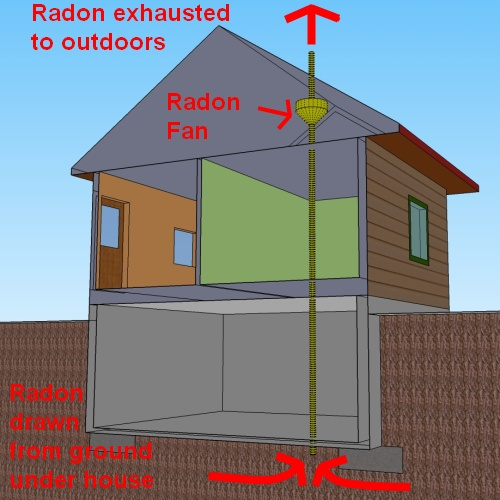 Radon exhausted
to outdoors
Radon
Fan
Radon
drawn
from ground
under house